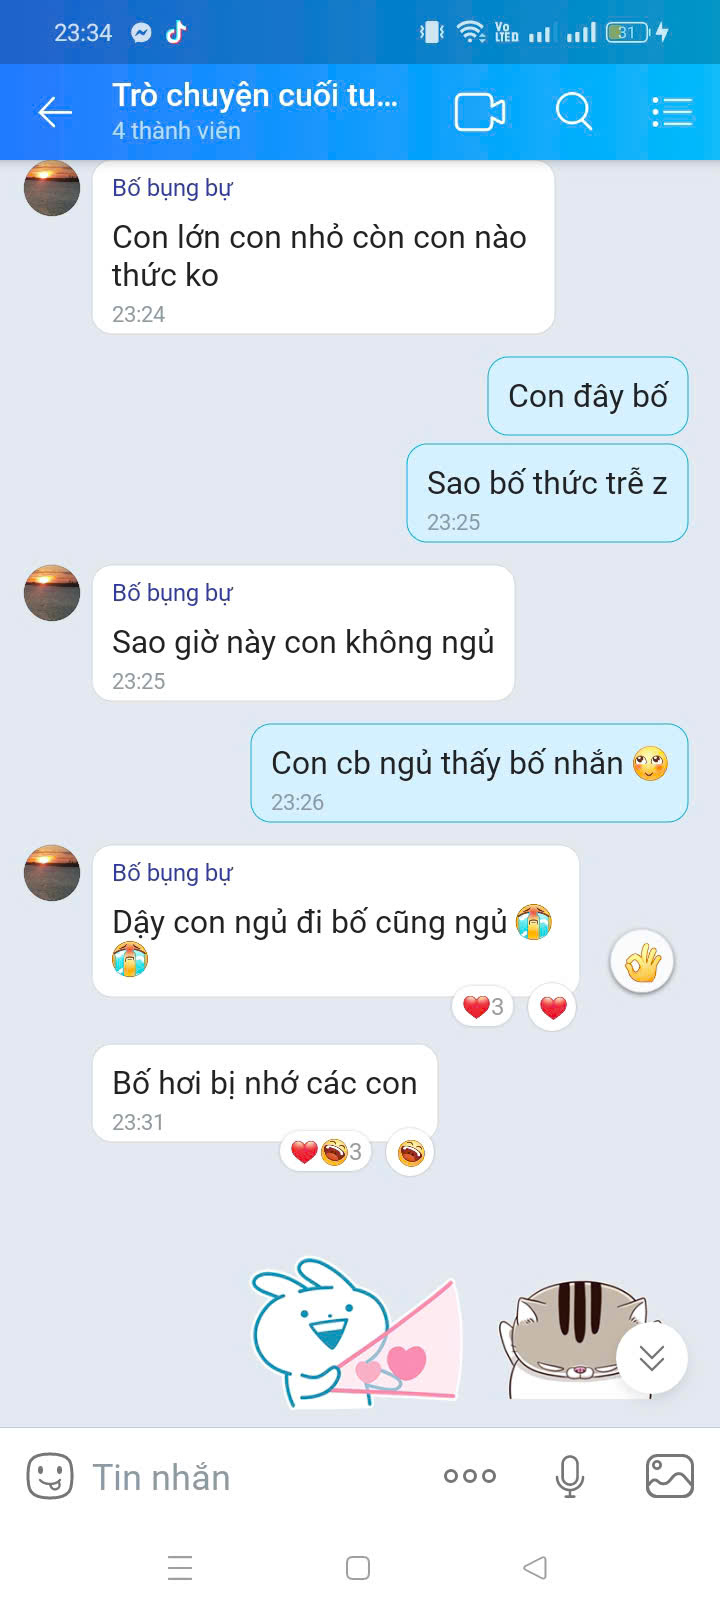 23:34
Vo
LTED
31
Trò chuyện cuối tu...
4 thành viên
Bố bụng bự
Con lớn con nhỏ còn con nào
thức ko
23:24
Con đây bố
Sao bố thức trễ z
23:25
Bố bụng bự
Sao giờ này con không ngủ
23:25
Con cb ngủ thấy bố nhắn 🙄
23:26
Bố bụng bự
Dậy con ngủ đi bố cũng ngủ 😭
😭
3
Bố hơi bị nhớ các con
23:31
3
Tin nhắn